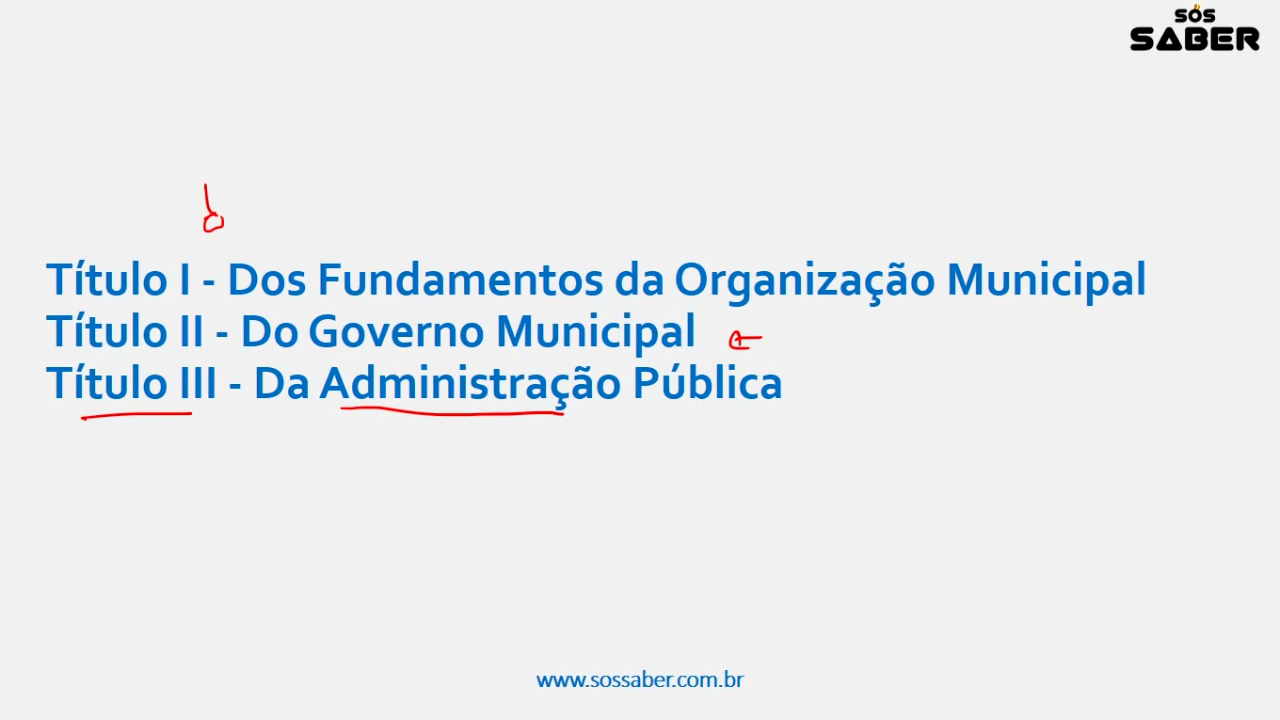 SÓS
SABER
Título I - Dos Fundamentos da Organização Municipal
Título II - Do Governo Municipal
Título III - Da Administração Pública
www.sossaber.com.br